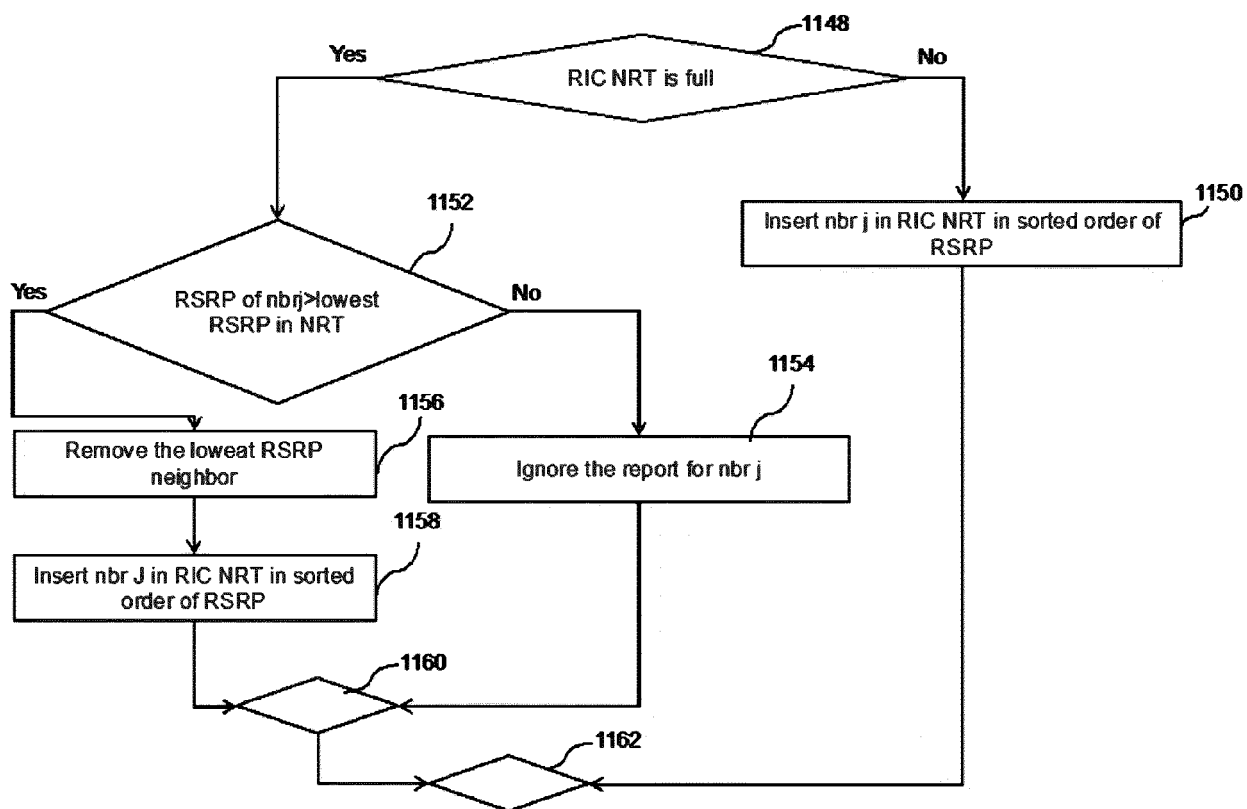 1148
Yes
No
RIC NRT is full
1152
1150
Insert nbr j in RIC NRT in sorted order of
RSRP
Yes
No
RSRP of nbrj>lowest
RSRP in NRT
1154
1156
Remove the loweat RSRP
neighbor
Ignore the report for nbr j
1158
Insert nbr J in RIC NRT in sorted
order of RSRP
1160
1162